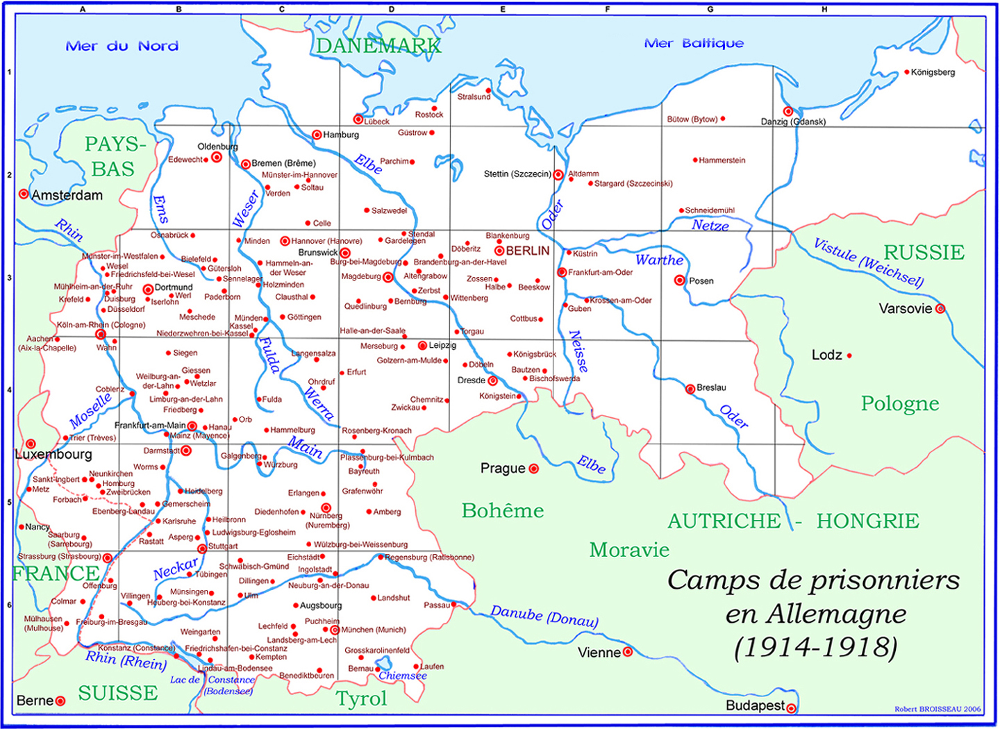 A B C D E F G H
1
2
3
4
5
6
Mer du Nord
DANEMARK
Mer Baltique
Königsberg
Stralsund
Rostock
Lübeck
Bütow (Bytow)
Danzig (Gdansk)
Hamburg
Güstrow
PAYS-
BAS
Oldenburg
Edewecht
Bremen (Brême)
Elbe
Parchim
Hammerstein
Münster-im-Hannover
Soltau
Verden
Stettin (Szczecin)
Altdamm
Stargard (Szczecinski)
Amsterdam
Ems
Weser
Salzwedel
Oder
Schneidemühl
Netze
Rhin
Celle
Osnabrück
Minden
Hannover (Hanovre)
Stendal
Gardelegen
Blankenburg
Döberitz
BERLIN
Brunswick
Küstrin
Warthe
Vistule (Weichsel)
RUSSIE
Münster-im-Westfalen
Bielefeld
Wesel
Gütersloh
Friedrichsfeld-bei-Wesel
Hammeln-an-
der Weser
Burg-bei-Magdeburg
Brandenburg-an-der-Havel
Magdeburg
Altengrabow
Zossen
Halbe
Beeskow
Frankfurt-am-Oder
Posen
Sennelager
Holzminden
Mühlheim-an-der-Ruhr
Dortmund
Krefeld
Duisburg
Iserlohn
Werl
Paderborn
Clausthal
Zerbst
Wittenberg
Quedlinburg
Bernburg
Krossen-am-Oder
Guben
Varsovie
Düsseldorf
Meschede
Münden
Göttingen
Cottbus
Köln-am-Rhein (Cologne)
Kassel
Niederzwehren-bei-Kassel
Halle-an-der-Saale
Torgau
Aachen
(Aix-la-Chapelle)
Wahn
Merseburg
Leipzig
Neisse
Siegen
Fulda
Langensalza
Königsbrück
Lodz
Golzern-am-Mulde
Döbeln
Giessen
Weilburg-an-
der-Lahn
Wetzlar
Erfurt
Bautzen
Bischofswerda
Dresde
Ohrdruf
Breslau
Coblenz
Limburg-an-der-Lahn
Fulda
Werra
Chemnitz
Königstein
Zwickau
Pologne
Moselle
Friedberg
Orb
Oder
Frankfurt-am-Main
Hanau
Hammelburg
Rosenberg-Kronach
Trier (Trèves)
Mainz (Mayence)
Main
Luxembourg
Darmstadt
Galgenberg
Würzburg
Plassenburg-bei-Kulmbach
Bayreuth
Worms
Prague
Elbe
Sankt-Ingbert
Neunkirchen
Homburg
Zweibrücken
Metz
Forbach
Heidelberg
Erlangen
Grafenwöhr
Gemerscheim
Ebenberg-Landau
Diedenhofen
Nürnberg
(Nuremberg)
Amberg
Bohême
AUTRICHE - HONGRIE
Nancy
Karlsruhe
Heilbronn
Saarburg
(Sarrebourg)
Rastatt
Asperg
Ludwigsburg-Eglosheim
Stuttgart
Wülzburg-bei-Weissenburg
Moravie
Strassburg (Strasbourg)
Eichstädt
Regensburg (Ratisbonne)
FRANCE
Neckar
Schwäbisch-Gmünd
Ingolstadt
Tübingen
Dillingen
Neuburg-an-der-Donau
Offenburg
Camps de prisonniers
en Allemagne
(1914-1918)
Colmar
Villingen
Münsingen
Heuberg-bei-Konstanz
Ulm
Landshut
Augsbourg
Passau
Danube (Donau)
Mülhausen
(Mulhouse)
Freiburg-im-Bresgau
Puchheim
Lechfeld
München (Munich)
Landsberg-am-Lech
Weingarten
Konstanz (Constance)
Friedrichshafen-bei-Constanz
Kempten
Grosskarolinenfeld
Vienne
Rhin (Rhein)
Lindau-am-Bodensee
Benediktbeuren
Bernau
Laufen
Chiemsee
Lac de Constance
(Bodensee)
SUISSE
Tyrol
Berne
Budapest
Robert BROISSEAU 2006